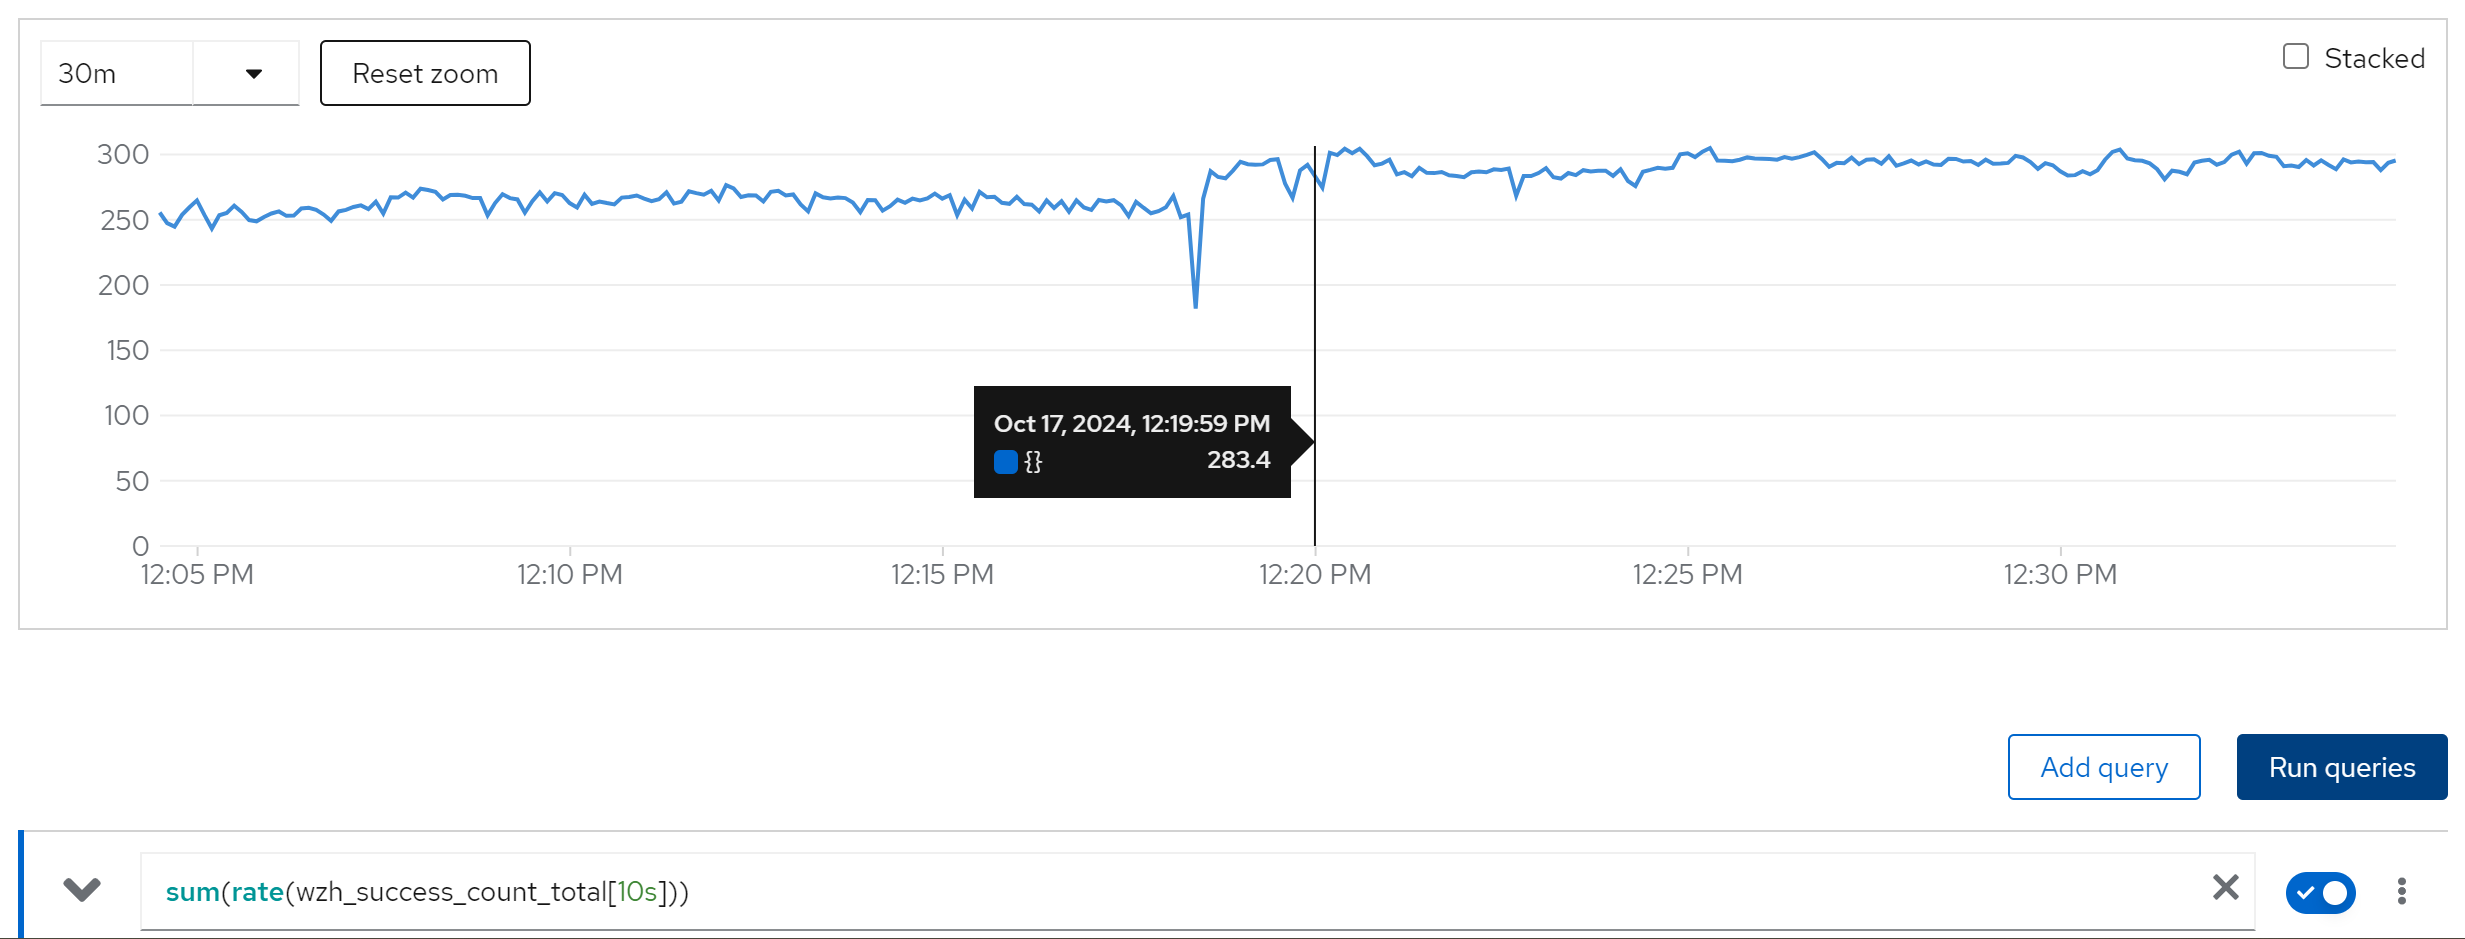 30m
Reset zoom
Stacked
300
250
200
150
100
50
0
Oct 17, 2024, 12:19:59 PM
{} 283.4
12:05 PM 12:10 PM 12:15 PM 12:20 PM 12:25 PM 12:30 PM
Add query
Run queries
sum(rate(wzh_success_count_total[10s]))